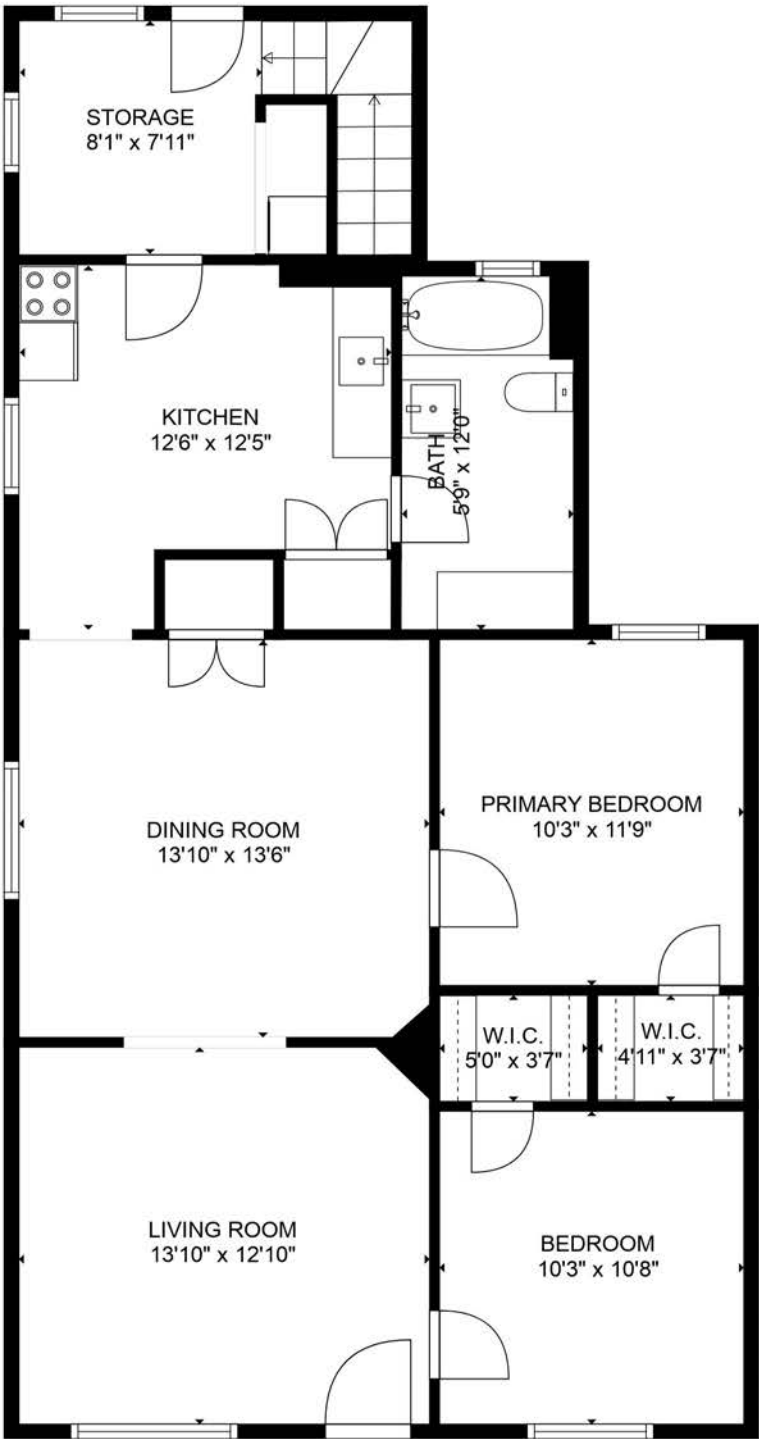 STORAGE
8'1" x 7'11"
KITCHEN
12'6" x 12'5"
BATH
5'9" x 12'0"
DINING ROOM
13'10" x 13'6"
PRIMARY BEDROOM
10'3" x 11'9"
W.I.C.
5'0" x 3'7"
W.I.C.
4'11" x 3'7"
LIVING ROOM
13'10" x 12'10"
BEDROOM
10'3" x 10'8"